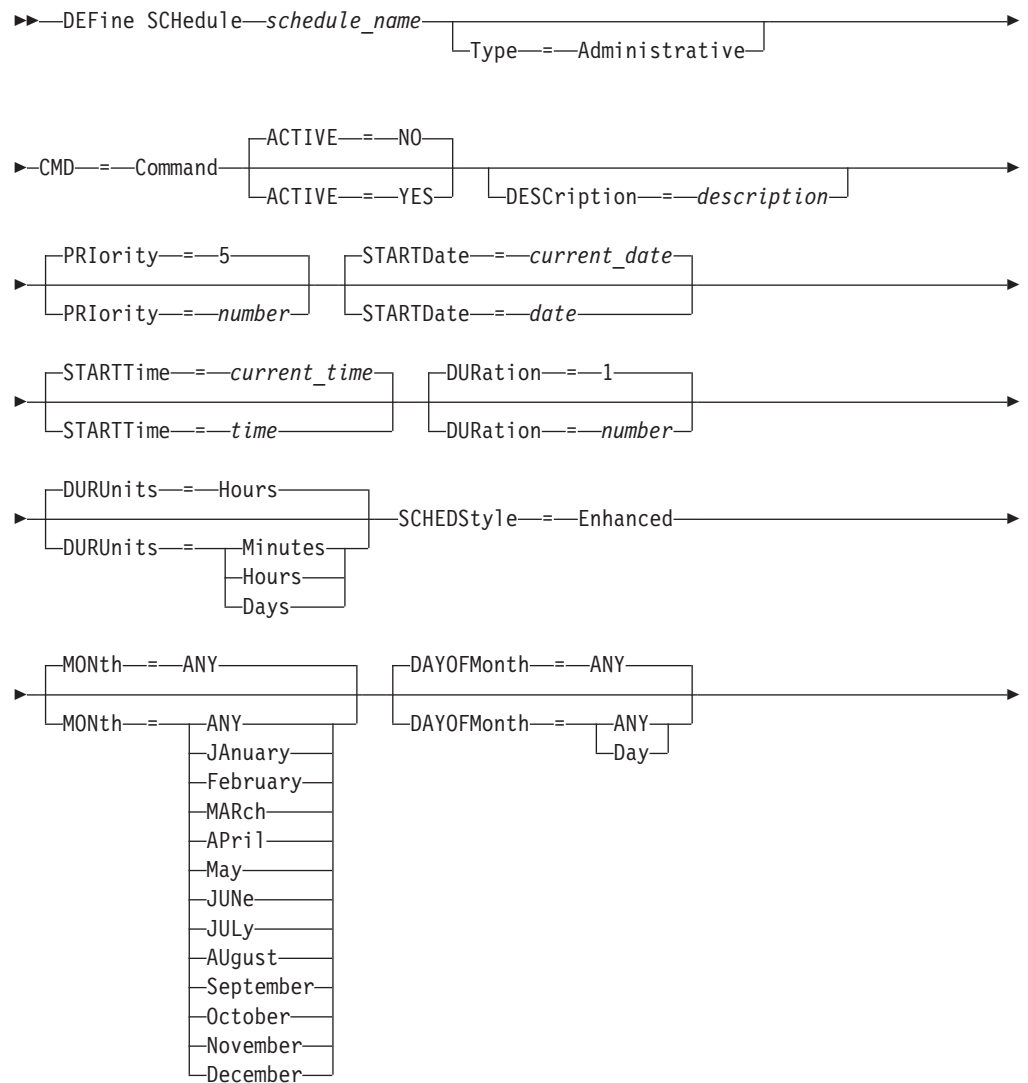 DEFine SCHedule schedule_name
Type = Administrative
CMD = Command
ACTIVE = NO
ACTIVE = YES
DESCription = description
PRIority = 5
PRIority = number
STARTDate = current_date
STARTDate = date
STARTTime = current_time
STARTTime = time
DURation = 1
DURation = number
DURUnits = Hours
DURUnits = Minutes
Hours
Days
SCHEDStyle = Enhanced
MONth = ANY
MONth = ANY
JAnuary
February
MARch
APril
May
JUNe
JULy
AUgust
September
October
November
December
DAYOFMonth = ANY
DAYOFMonth = ANY
Day